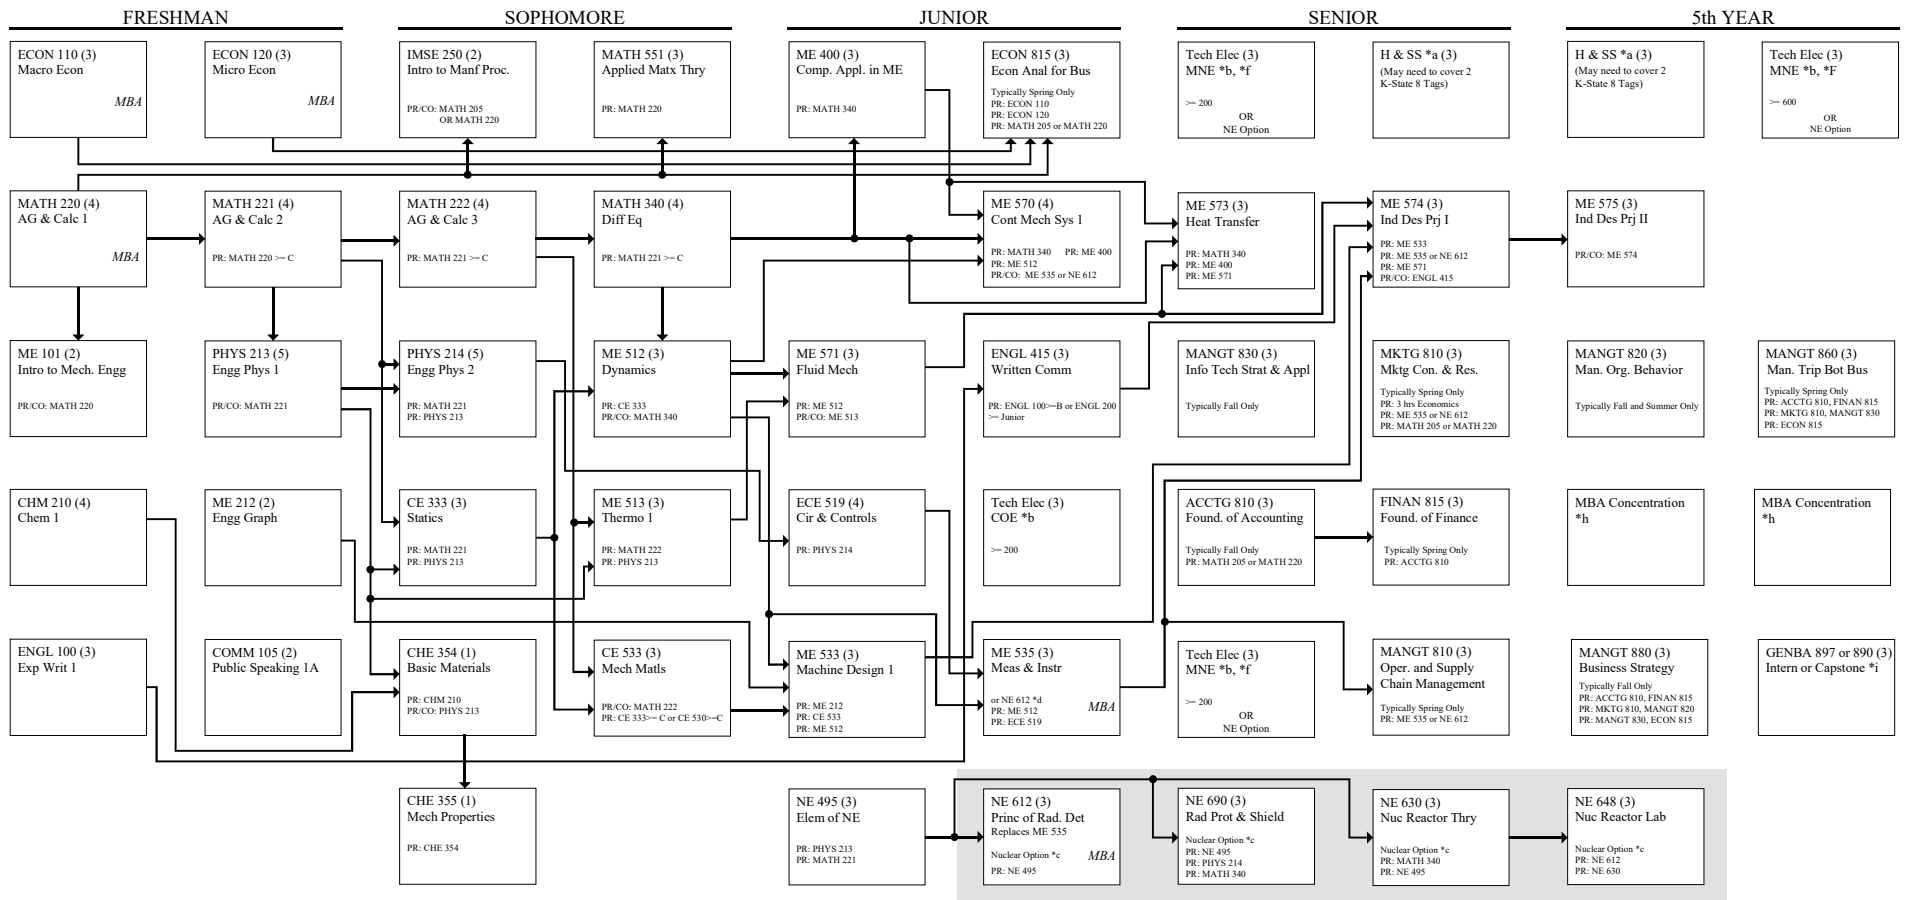 FRESHMAN
SOPHOMORE
JUNIOR
SENIOR
5th YEAR
ECON 110 (3)
Macro Econ
MBA
ECON 120 (3)
Micro Econ
MBA
IMSE 250 (2)
Intro to Manf Proc.
PR/CO: MATH 205
OR MATH 220
MATH 551 (3)
Applied Matx Thry
PR: MATH 220
ME 400 (3)
Comp. Appl. in ME
PR: MATH 340
ECON 815 (3)
Econ Anal for Bus
Typically Spring Only
PR: ECON 110
PR: ECON 120
PR: MATH 205 or MATH 220
Tech Elec (3)
MNE *b, *f
>= 200
OR
NE Option
H & SS *a (3)
(May need to cover 2
K-State 8 Tags)
H & SS *a (3)
(May need to cover 2
K-State 8 Tags)
Tech Elec (3)
MNE *b, *F
>= 600
OR
NE Option
MATH 220 (4)
AG & Calc 1
MBA
MATH 221 (4)
AG & Calc 2
PR: MATH 220 >= C
MATH 222 (4)
AG & Calc 3
PR: MATH 221 >= C
MATH 340 (4)
Diff Eq
PR: MATH 221 >= C
ME 570 (4)
Cont Mech Sys 1
PR: MATH 340 PR: ME 400
PR: ME 512
PR/CO: ME 535 or NE 612
ME 573 (3)
Heat Transfer
PR: MATH 340
PR: ME 400
PR: ME 571
ME 574 (3)
Ind Des Prj I
PR: ME 533
PR: ME 535 or NE 612
PR: ME 571
PR/CO: ENGL 415
ME 575 (3)
Ind Des Prj II
PR/CO: ME 574
ME 101 (2)
Intro to Mech. Engg
PR/CO: MATH 220
PHYS 213 (5)
Engg Phys 1
PR/CO: MATH 221
PHYS 214 (5)
Engg Phys 2
PR: MATH 221
PR: PHYS 213
ME 512 (3)
Dynamics
PR: CE 333
PR/CO: MATH 340
ME 571 (3)
Fluid Mech
PR: ME 512
PR/CO: ME 513
ENGL 415 (3)
Written Comm
PR: ENGL 100>=B or ENGL 200
>= Junior
MANGT 830 (3)
Info Tech Strat & Appl
Typically Fall Only
MKTG 810 (3)
Mktg Con. & Res.
Typically Spring Only
PR: 3 hrs Economics
PR: ME 535 or NE 612
PR: MATH 205 or MATH 220
MANGT 820 (3)
Man. Org. Behavior
Typically Fall and Summer Only
MANGT 860 (3)
Man. Trip Bot Bus
Typically Spring Only
PR: ACCTG 810, FINAN 815
PR: MKTG 810, MANGT 830
PR: ECON 815
CHM 210 (4)
Chem 1
ME 212 (2)
Engg Graph
CE 333 (3)
Statics
PR: MATH 221
PR: PHYS 213
ME 513 (3)
Thermo 1
PR: MATH 222
PR: PHYS 213
ECE 519 (4)
Cir & Controls
PR: PHYS 214
Tech Elec (3)
COE *b
>= 200
ACCTG 810 (3)
Found. of Accounting
Typically Fall Only
PR: MATH 205 or MATH 220
FINAN 815 (3)
Found. of Finance
Typically Spring Only
PR: ACCTG 810
MBA Concentration
*h
MBA Concentration
*h
ENGL 100 (3)
Exp Writ 1
COMM 105 (2)
Public Speaking 1A
CHE 354 (1)
Basic Materials
PR: CHM 210
PR/CO: PHYS 213
CE 533 (3)
Mech Matls
PR/CO: MATH 222
PR: CE 333>= C or CE 530>=C
ME 533 (3)
Machine Design 1
PR: ME 212
PR: CE 533
PR: ME 512
ME 535 (3)
Meas & Instr
or NE 612 *d
PR: ME 512
PR: ECE 519
MBA
Tech Elec (3)
MNE *b, *f
>= 200
OR
NE Option
MANGT 810 (3)
Oper. and Supply
Chain Management
Typically Spring Only
PR: ME 535 or NE 612
MANGT 880 (3)
Business Strategy
Typically Fall Only
PR: ACCTG 810, FINAN 815
PR: MKTG 810, MANGT 820
PR: MANGT 830, ECON 815
GENBA 897 or 890 (3)
Intern or Capstone *i
CHE 355 (1)
Mech Properties
PR: CHE 354
NE 495 (3)
Elem of NE
PR: PHYS 213
PR: MATH 221
NE 612 (3)
Princ of Rad. Det
Replaces ME 535
Nuclear Option *c
MBA
PR: NE 495
NE 690 (3)
Rad Prot & Shield
Nuclear Option *c
PR: NE 495
PR: PHYS 214
PR: MATH 340
NE 630 (3)
Nuc Reactor Thry
Nuclear Option *c
PR: MATH 340
PR: NE 495
NE 648 (3)
Nuc Reactor Lab
Nuclear Option *c
PR: NE 612
PR: NE 630